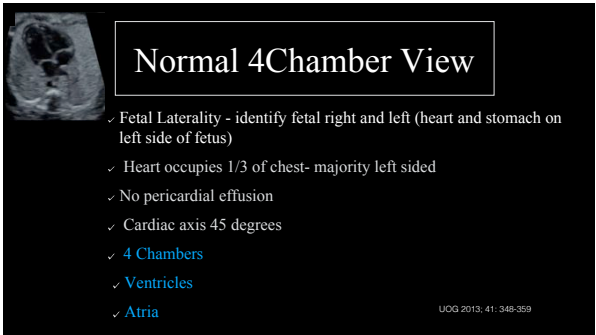 Normal 4Chamber View
✓ Fetal Laterality - identify fetal right and left (heart and stomach on
left side of fetus)
✓ Heart occupies 1/3 of chest- majority left sided
✓ No pericardial effusion
✓ Cardiac axis 45 degrees
✓ 4 Chambers
✓ Ventricles
✓ Atria
UOG 2013; 41: 348-359